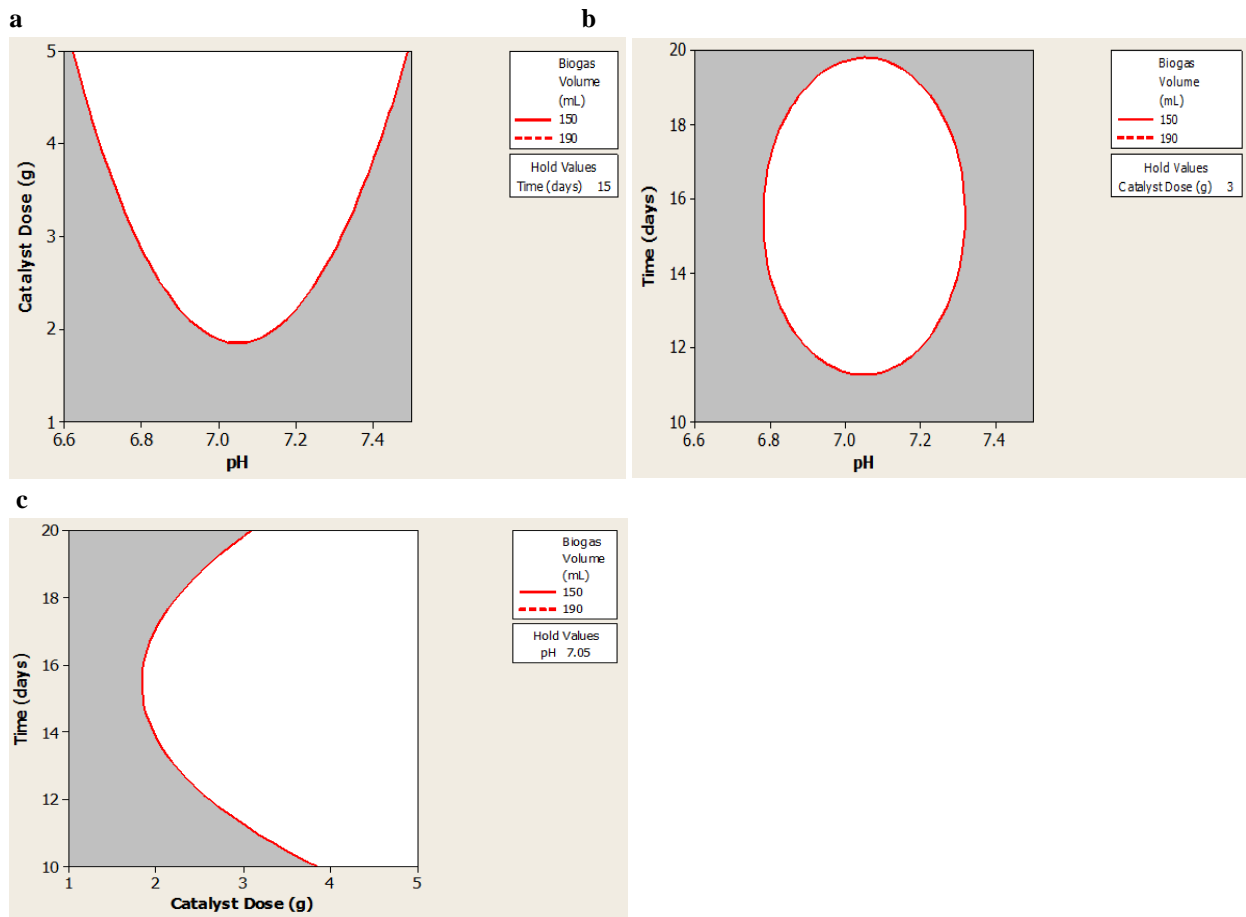 a
5
4
3
2
1
Catalyst Dose (g)
6.6 6.8 7.0 7.2 7.4
pH
Biogas
Volume
(mL)
150
190
Hold Values
Time (days) 15
b
20
18
16
14
12
10
Time (days)
6.6 6.8 7.0 7.2 7.4
pH
Biogas
Volume
(mL)
150
190
Hold Values
Catalyst Dose (g) 3
c
20
18
16
14
12
10
Time (days)
1 2 3 4 5
Catalyst Dose (g)
Biogas
Volume
(mL)
150
190
Hold Values
pH 7.05